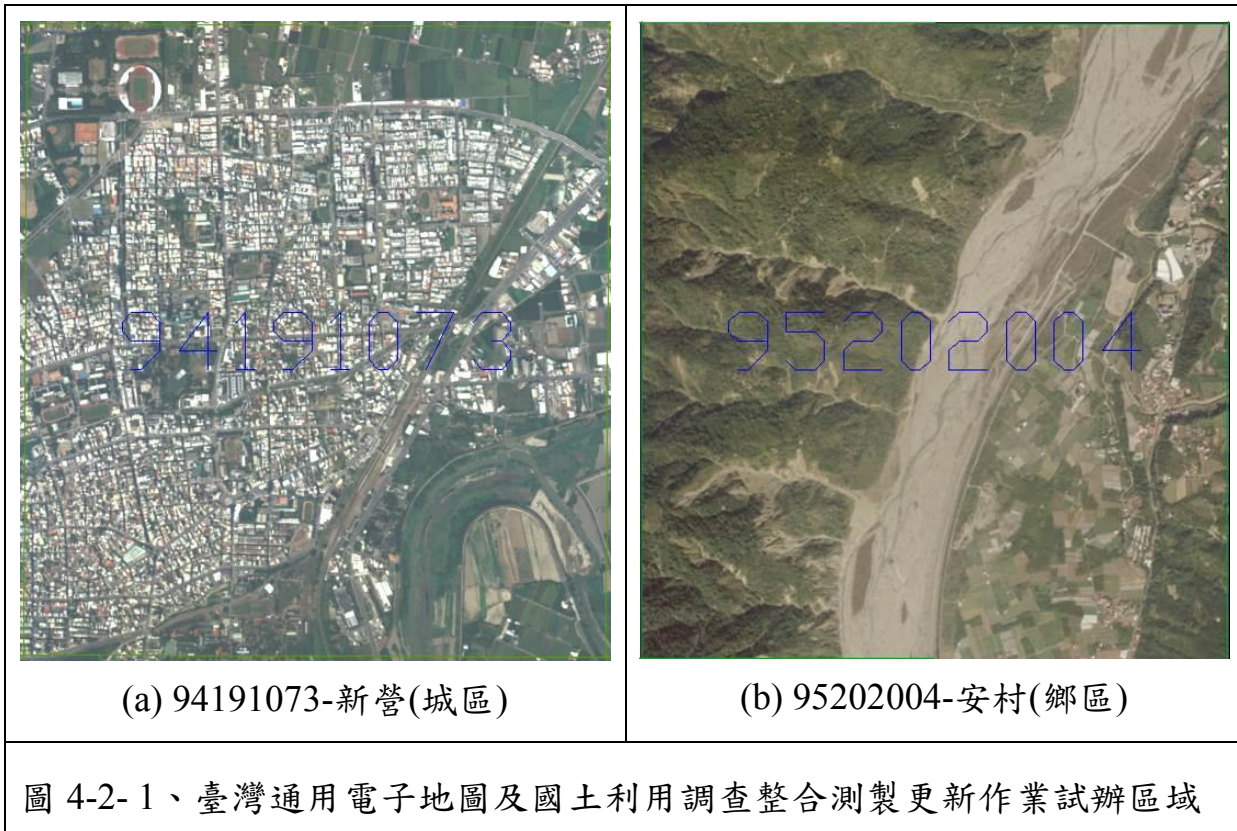 94191073
95202004
(a) 94191073-新營(城區)
(b) 95202004-安村(鄉區)
圖 4-2- 1、臺灣通用電子地圖及國土利用調查整合測製更新作業試辦區域